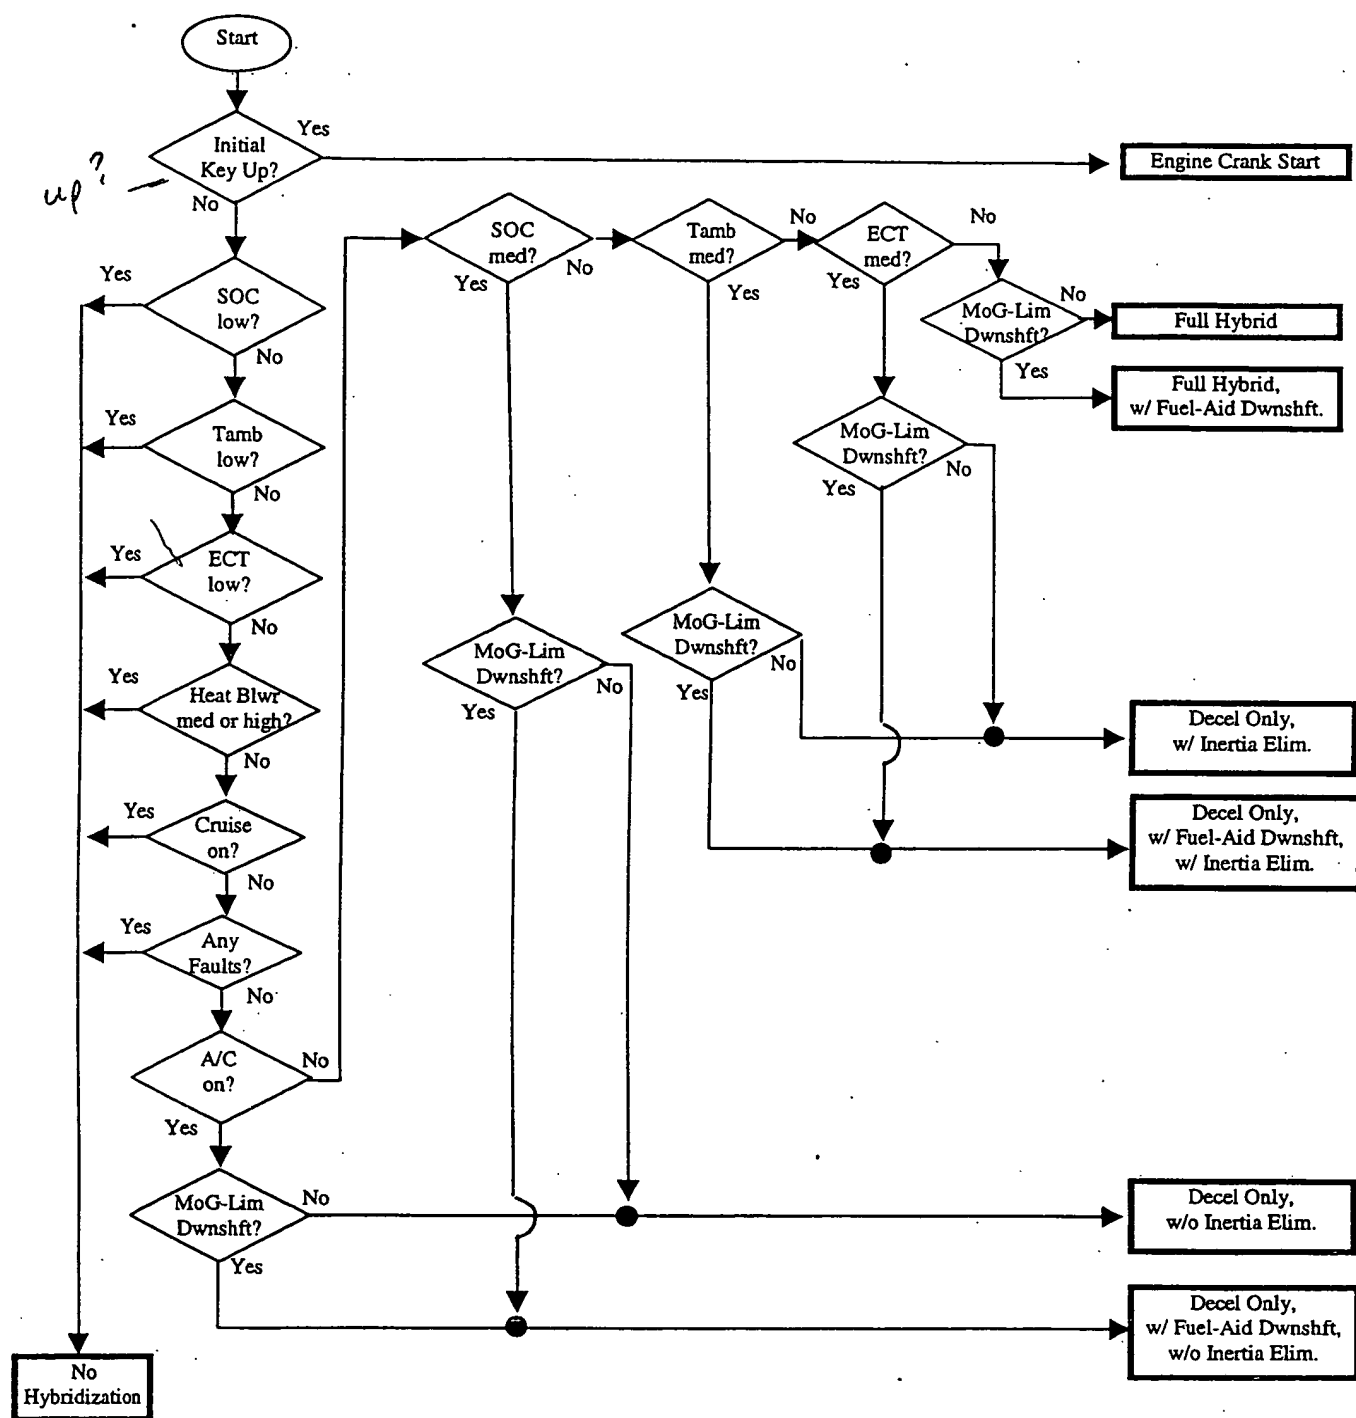 Start
Initial
Key Up?
Yes
No
up?
Engine Crank Start
SOC
med?
Yes
No
Tamb
med?
No
Yes
ECT
med?
No
Yes
MoG-Lim
Dwnshft?
No
Yes
Full Hybrid
Full Hybrid,
w/ Fuel-Aid Dwnshft.
SOC
low?
Yes
No
Tamb
low?
Yes
No
ECT
low?
Yes
No
Heat Blwr
med or high?
Yes
No
Cruise
on?
Yes
No
Any
Faults?
Yes
No
A/C
on?
No
Yes
MoG-Lim
Dwnshft?
No
Yes
MoG-Lim
Dwnshft?
No
Yes
MoG-Lim
Dwnshft?
No
Yes
MoG-Lim
Dwnshft?
No
Yes
Decel Only,
w/ Inertia Elim.
Decel Only,
w/ Fuel-Aid Dwnshft,
w/ Inertia Elim.
Decel Only,
w/o Inertia Elim.
Decel Only,
w/ Fuel-Aid Dwnshft,
w/o Inertia Elim.
No
Hybridization